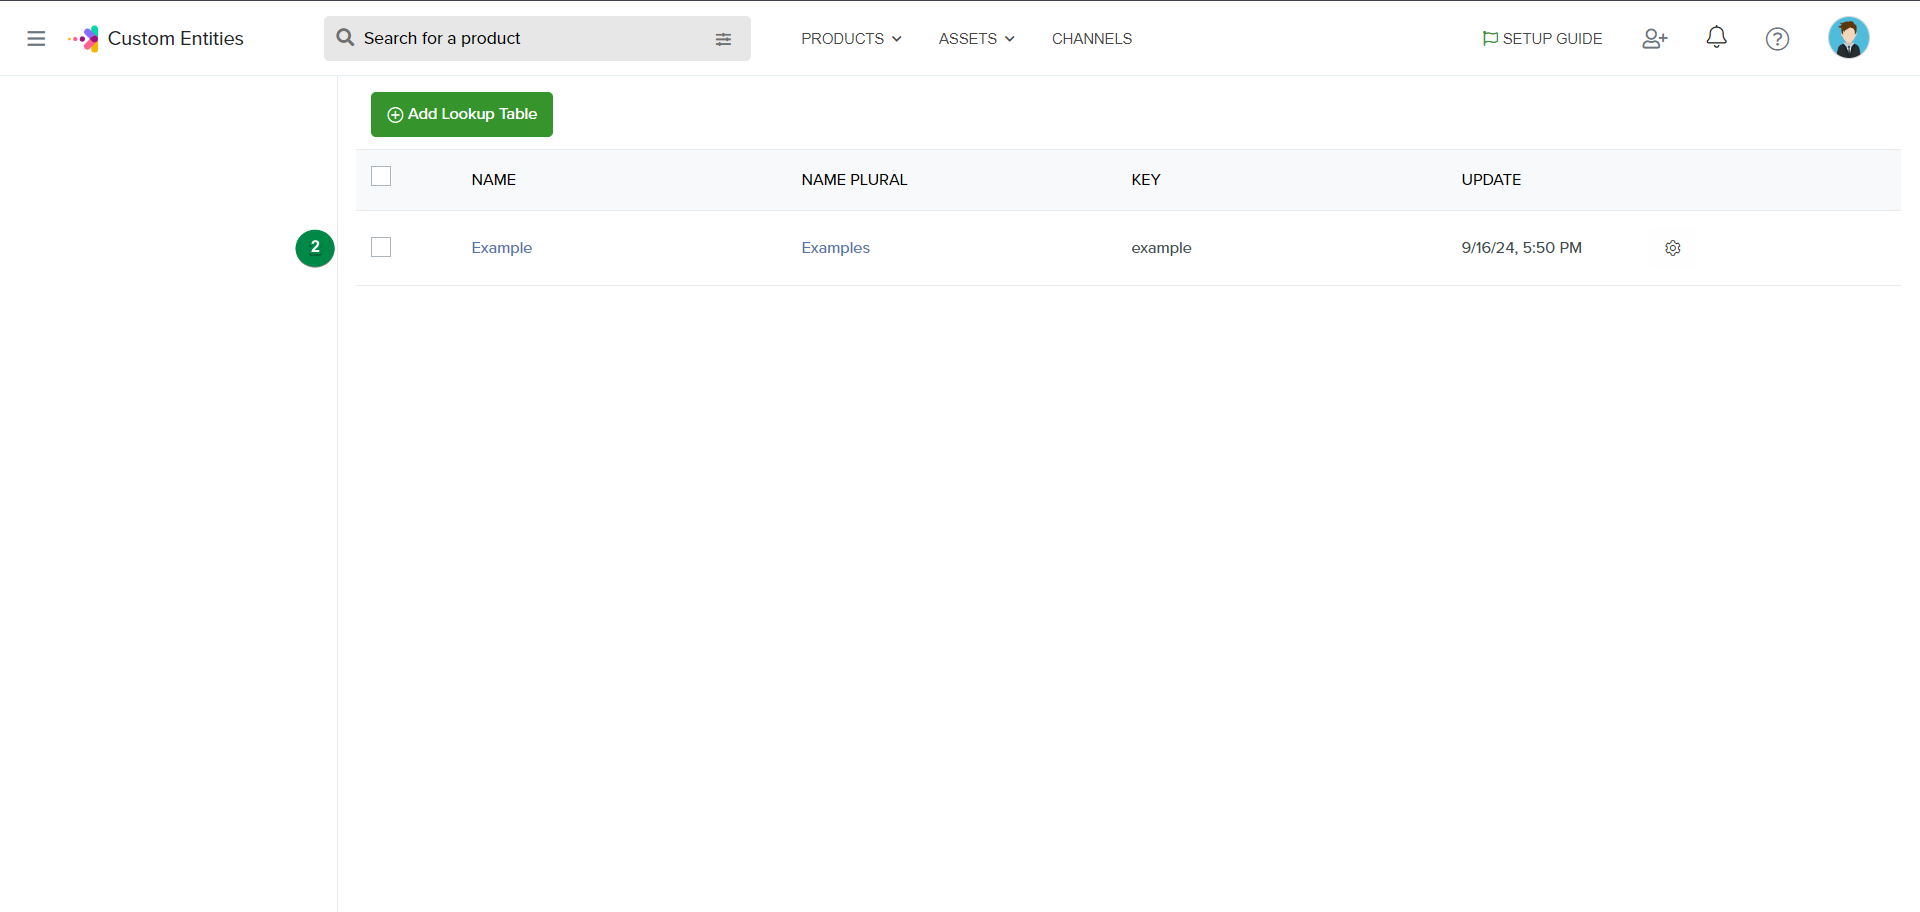 Custom Entities
Search for a product
PRODUCTS
ASSETS
CHANNELS
SETUP GUIDE
?
Add Lookup Table
NAME NAME PLURAL KEY UPDATE
2 Example Examples example 9/16/24, 5:50 PM